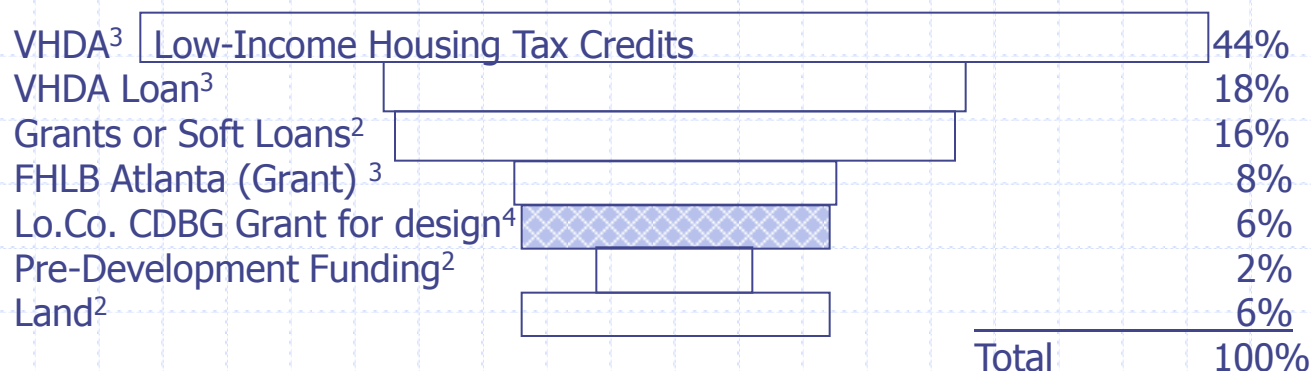 VHDA³ Low-Income Housing Tax Credits 44%
VHDA Loan³ 18%
Grants or Soft Loans² 16%
FHLB Atlanta (Grant) ³ 8%
Lo.Co. CDBG Grant for design⁴ 6%
Pre-Development Funding² 2%
Land² 6%
Total 100%